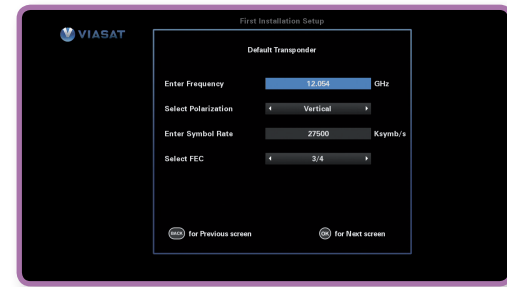 First Installation Setup
VIASAT
Default Transponder
Enter Frequency 12.054 GHz
Select Polarization Vertical
Enter Symbol Rate 27500 Ksymb/s
Select FEC 3/4
BACK for Previous screen OK for Next screen